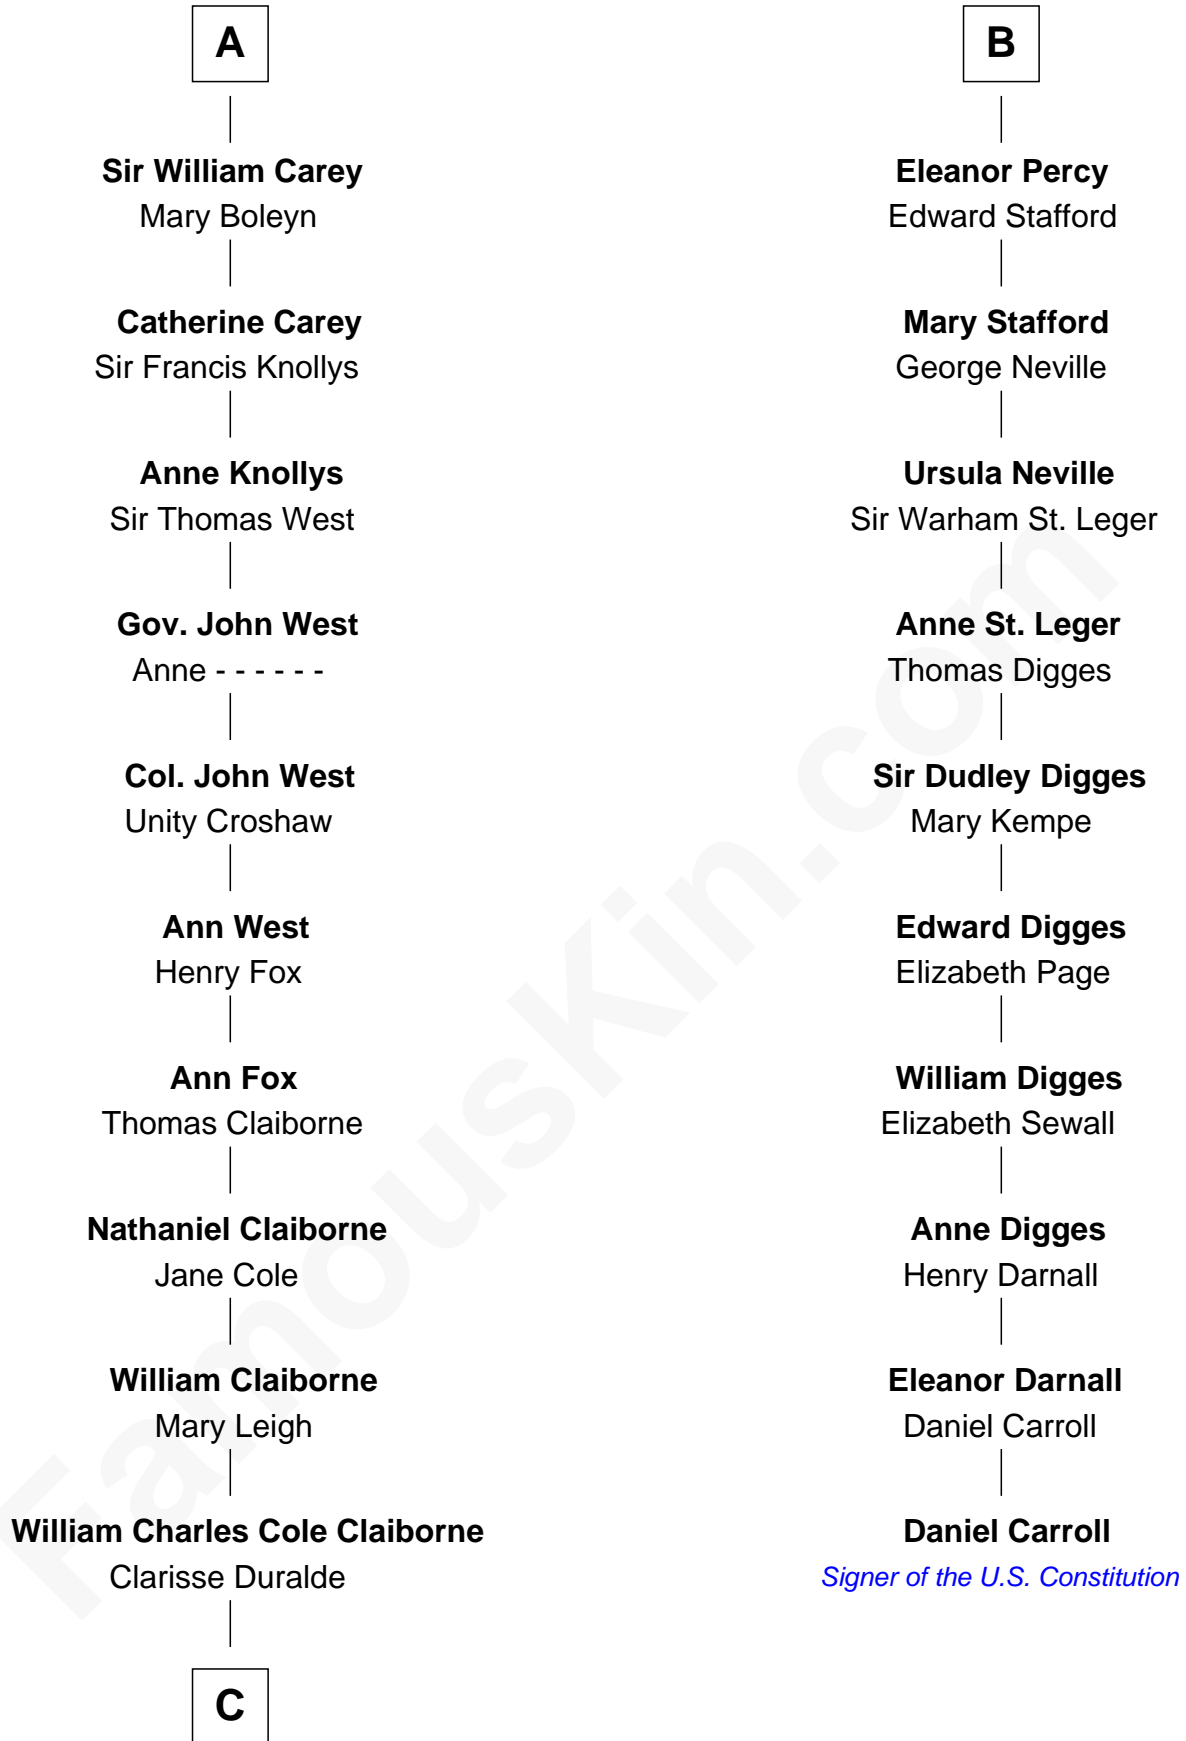 A
Sir William Carey
Mary Boleyn
Catherine Carey
Sir Francis Knollys
Anne Knollys
Sir Thomas West
Gov. John West
Anne - - - - - -
Col. John West
Unity Croshaw
Ann West
Henry Fox
Ann Fox
Thomas Claiborne
Nathaniel Claiborne
Jane Cole
William Claiborne
Mary Leigh
William Charles Cole Claiborne
Clarisse Duralde
C
B
Eleanor Percy
Edward Stafford
Mary Stafford
George Neville
Ursula Neville
Sir Warham St. Leger
Anne St. Leger
Thomas Digges
Sir Dudley Digges
Mary Kempe
Edward Digges
Elizabeth Page
William Digges
Elizabeth Sewall
Anne Digges
Henry Darnall
Eleanor Darnall
Daniel Carroll
Daniel Carroll
Signer of the U.S. Constitution
FamousKin.com